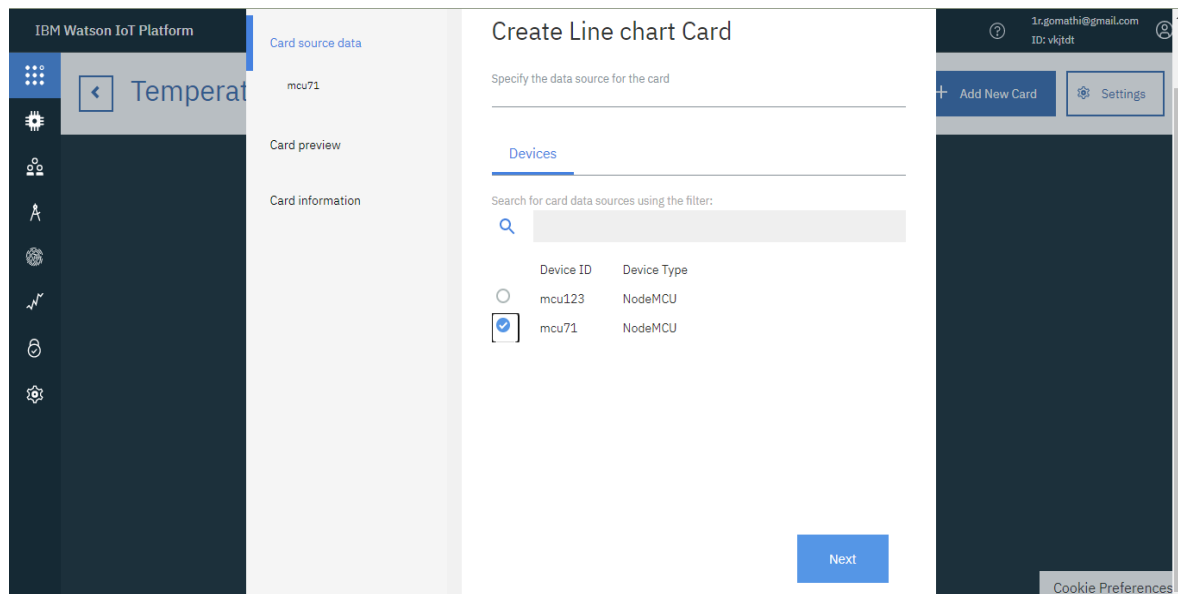 IBM Watson IoT Platform
1r.gomathi@gmail.com
ID: vkjtdt
Temperat
Add New Card
Settings
Card source data
mcu71
Card preview
Card information
Create Line chart Card
Specify the data source for the card
Devices
Search for card data sources using the filter:
Device ID Device Type
mcu123 NodeMCU
mcu71 NodeMCU
Next
Cookie Preferences